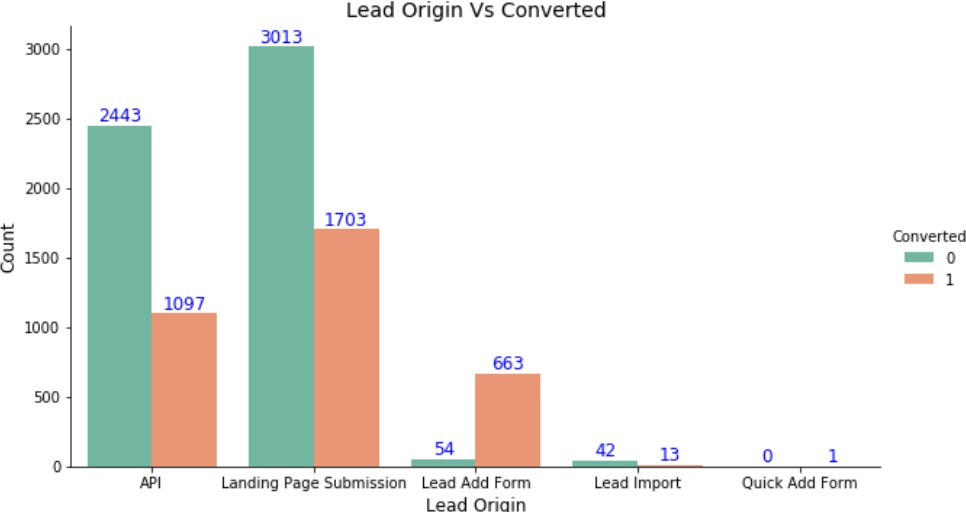 Lead Origin Vs Converted
3000
2500
2000
1500
1000
500
0
Count
2443
1097
3013
1703
54
663
42
13
0
1
API
Landing Page Submission
Lead Add Form
Lead Import
Quick Add Form
Lead Origin
Converted
0
1